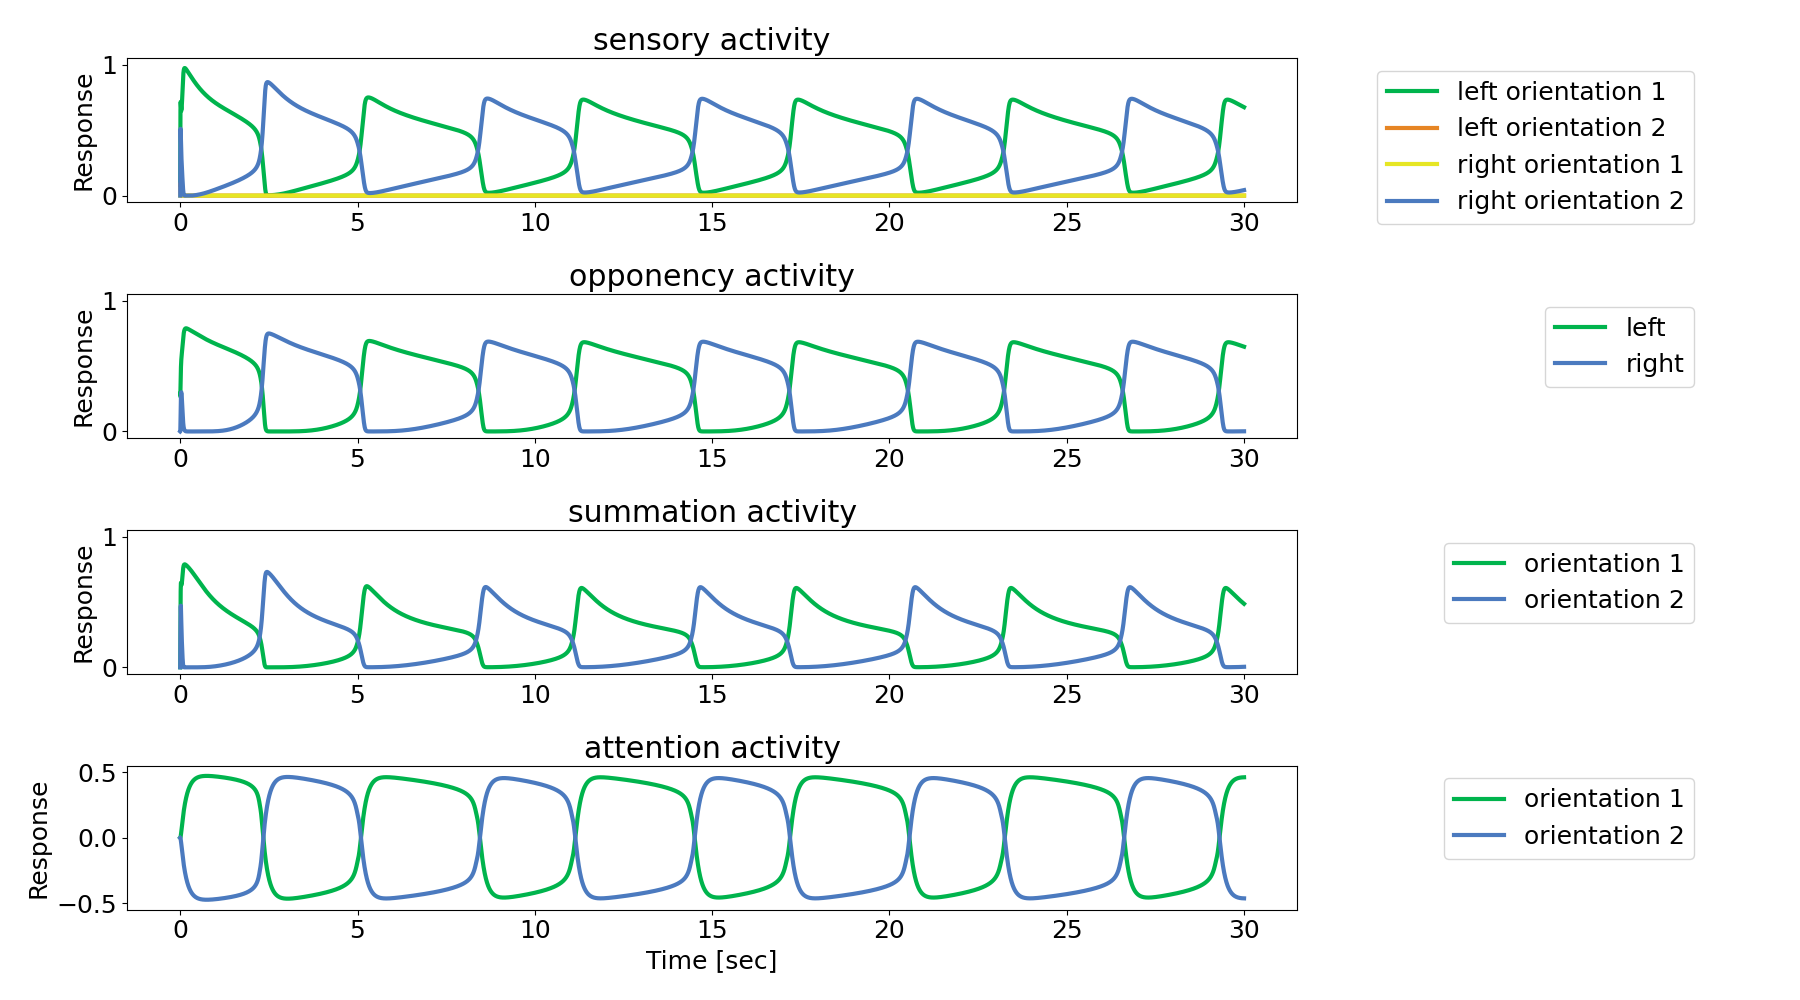 sensory activity
Response
1
0
0 5 10 15 20 25 30
left orientation 1
left orientation 2
right orientation 1
right orientation 2
opponency activity
Response
1
0
0 5 10 15 20 25 30
left
right
summation activity
Response
1
0
0 5 10 15 20 25 30
orientation 1
orientation 2
attention activity
Response
0.5
0.0
−0.5
0 5 10 15 20 25 30
Time [sec]
orientation 1
orientation 2